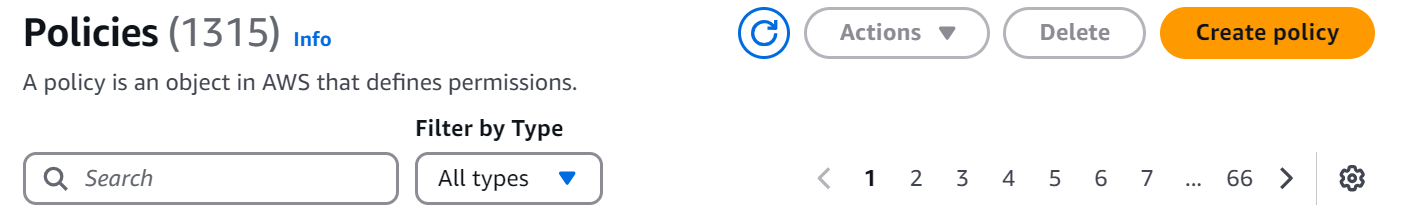 Policies (1315) Info
Actions Delete Create policy
A policy is an object in AWS that defines permissions.
Filter by Type
Search All types 1 2 3 4 5 6 7 ... 66